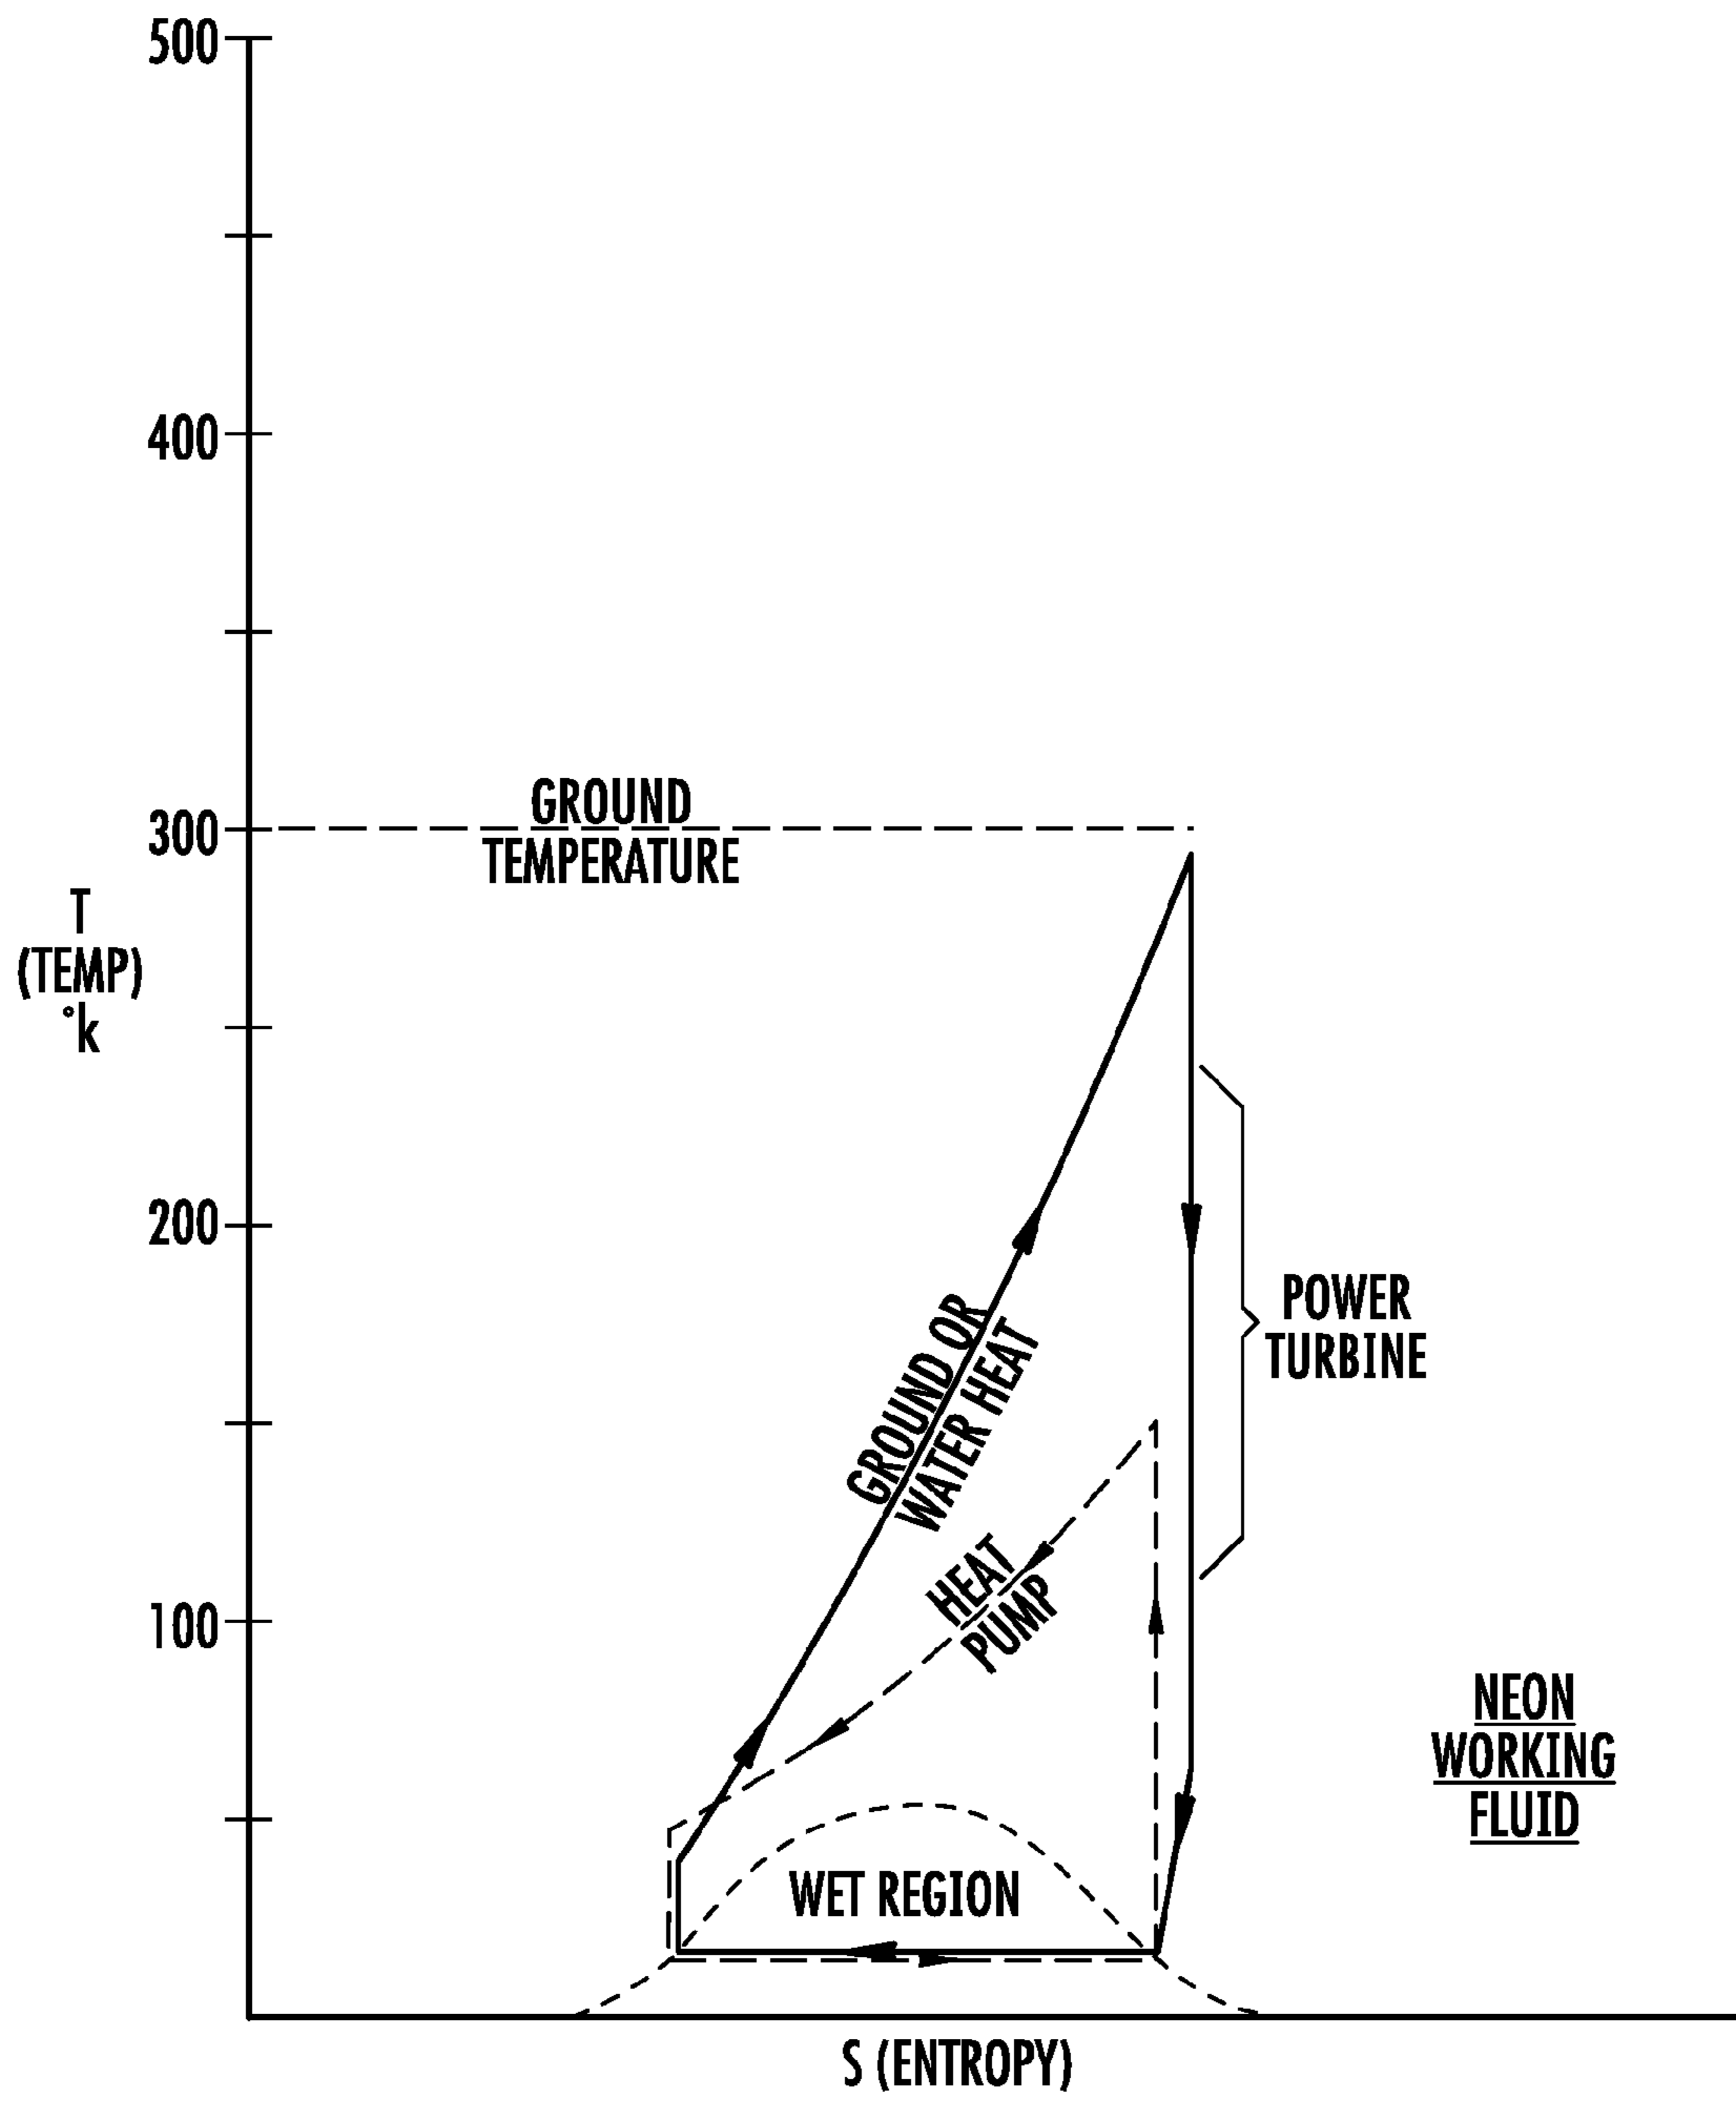 500
400
300
GROUND
TEMPERATURE
T
(TEMP)
°k
200
100
GROUND OR
WATER HEAT
POWER
TURBINE
HEAT
PUMP
NEON
WORKING
FLUID
WET REGION
S (ENTROPY)